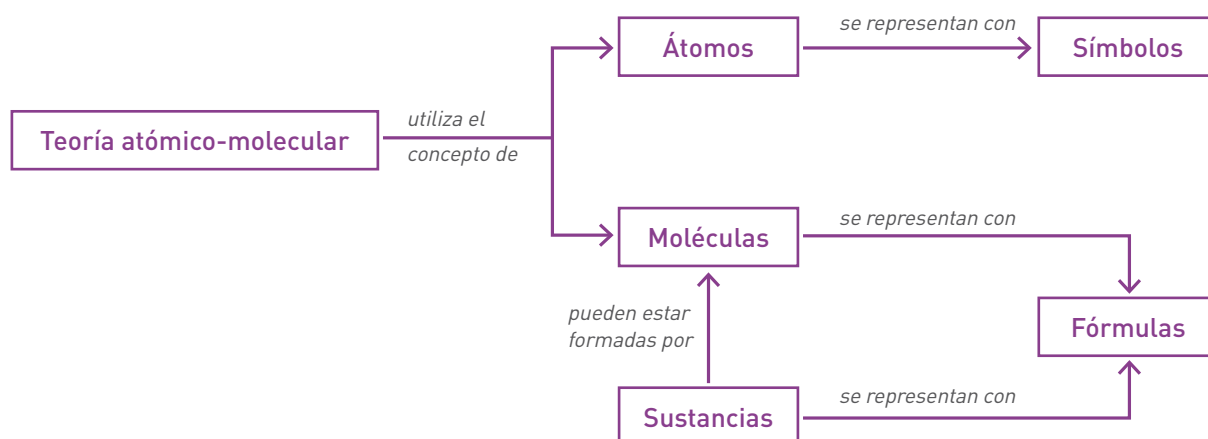 Átomos
se representan con
Símbolos
Teoría atómico-molecular
utiliza el
concepto de
Moléculas
se representan con
pueden estar
formadas por
Fórmulas
Sustancias
se representan con